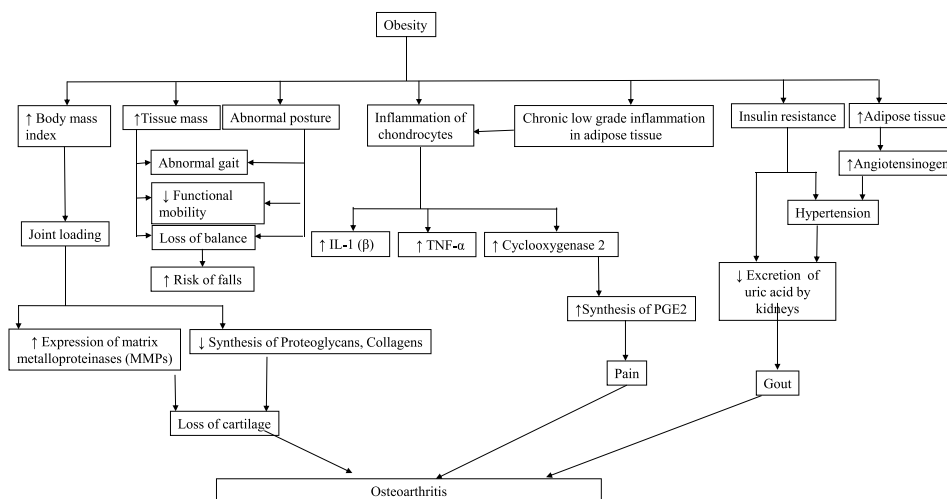 Obesity
↑ Body mass
index
↑Tissue mass
Abnormal posture
Inflammation of
chondrocytes
Chronic low grade inflammation
in adipose tissue
Insulin resistance
↑Adipose tissue
Abnormal gait
↑Angiotensinogen
↓ Functional
mobility
Hypertension
Joint loading
Loss of balance
↑ IL-1 (β)
↑ TNF-α
↑ Cyclooxygenase 2
↑ Risk of falls
↓ Excretion of
uric acid by
kidneys
↑Synthesis of PGE2
↑ Expression of matrix
metalloproteinases (MMPs)
↓ Synthesis of Proteoglycans, Collagens
Pain
Gout
Loss of cartilage
Osteoarthritis